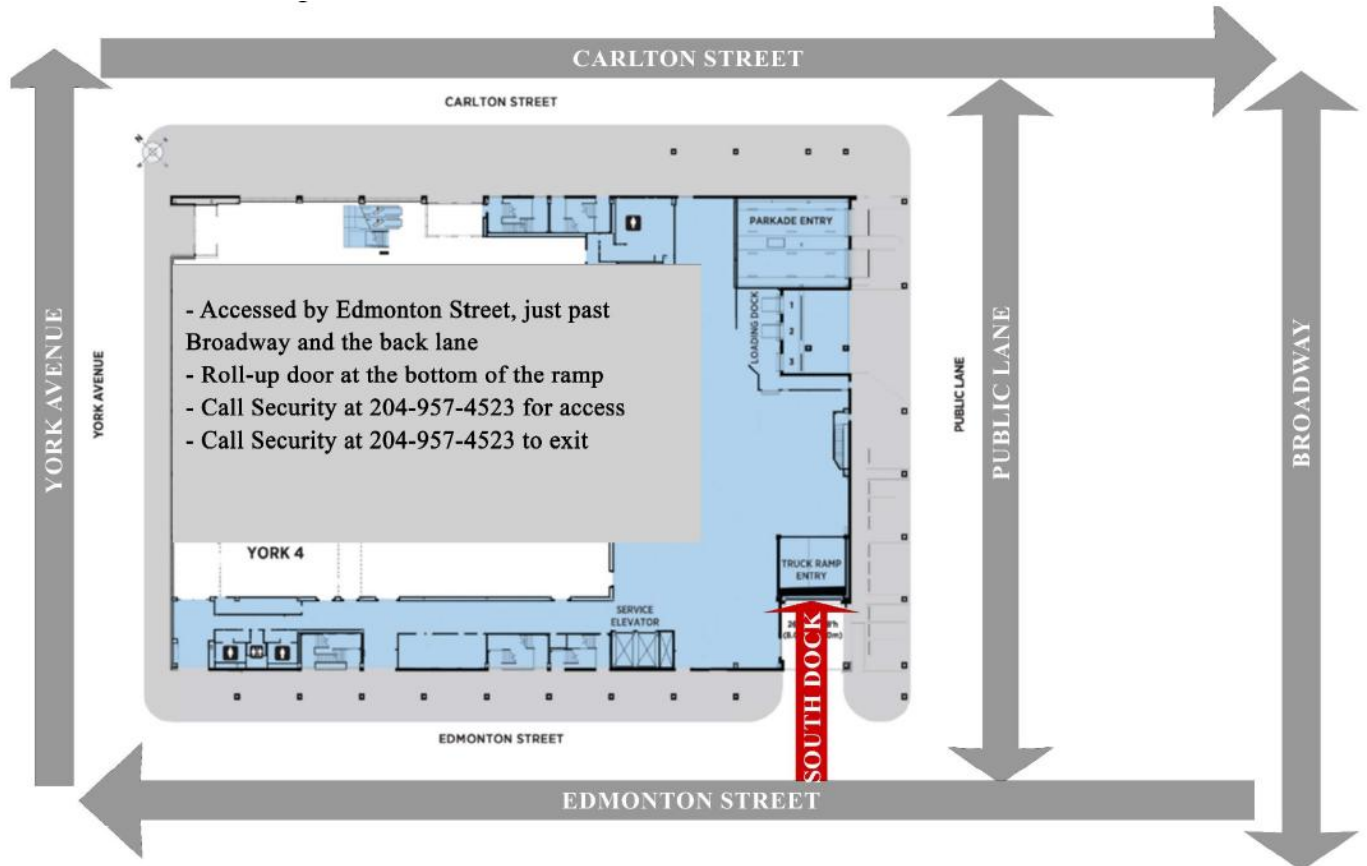 CARLTON STREET
CARLTON STREET
N
PARKADE ENTRY
- Accessed by Edmonton Street, just past
Broadway and the back lane
- Roll-up door at the bottom of the ramp
- Call Security at 204-957-4523 for access
- Call Security at 204-957-4523 to exit
LOADING DOCK
1
2
3
YORK AVENUE
YORK AVENUE
PUBLIC LANE
PUBLIC LANE
BROADWAY
YORK 4
TRUCK RAMP
ENTRY
SERVICE
ELEVATOR
SOUTH DOCK
EDMONTON STREET
EDMONTON STREET